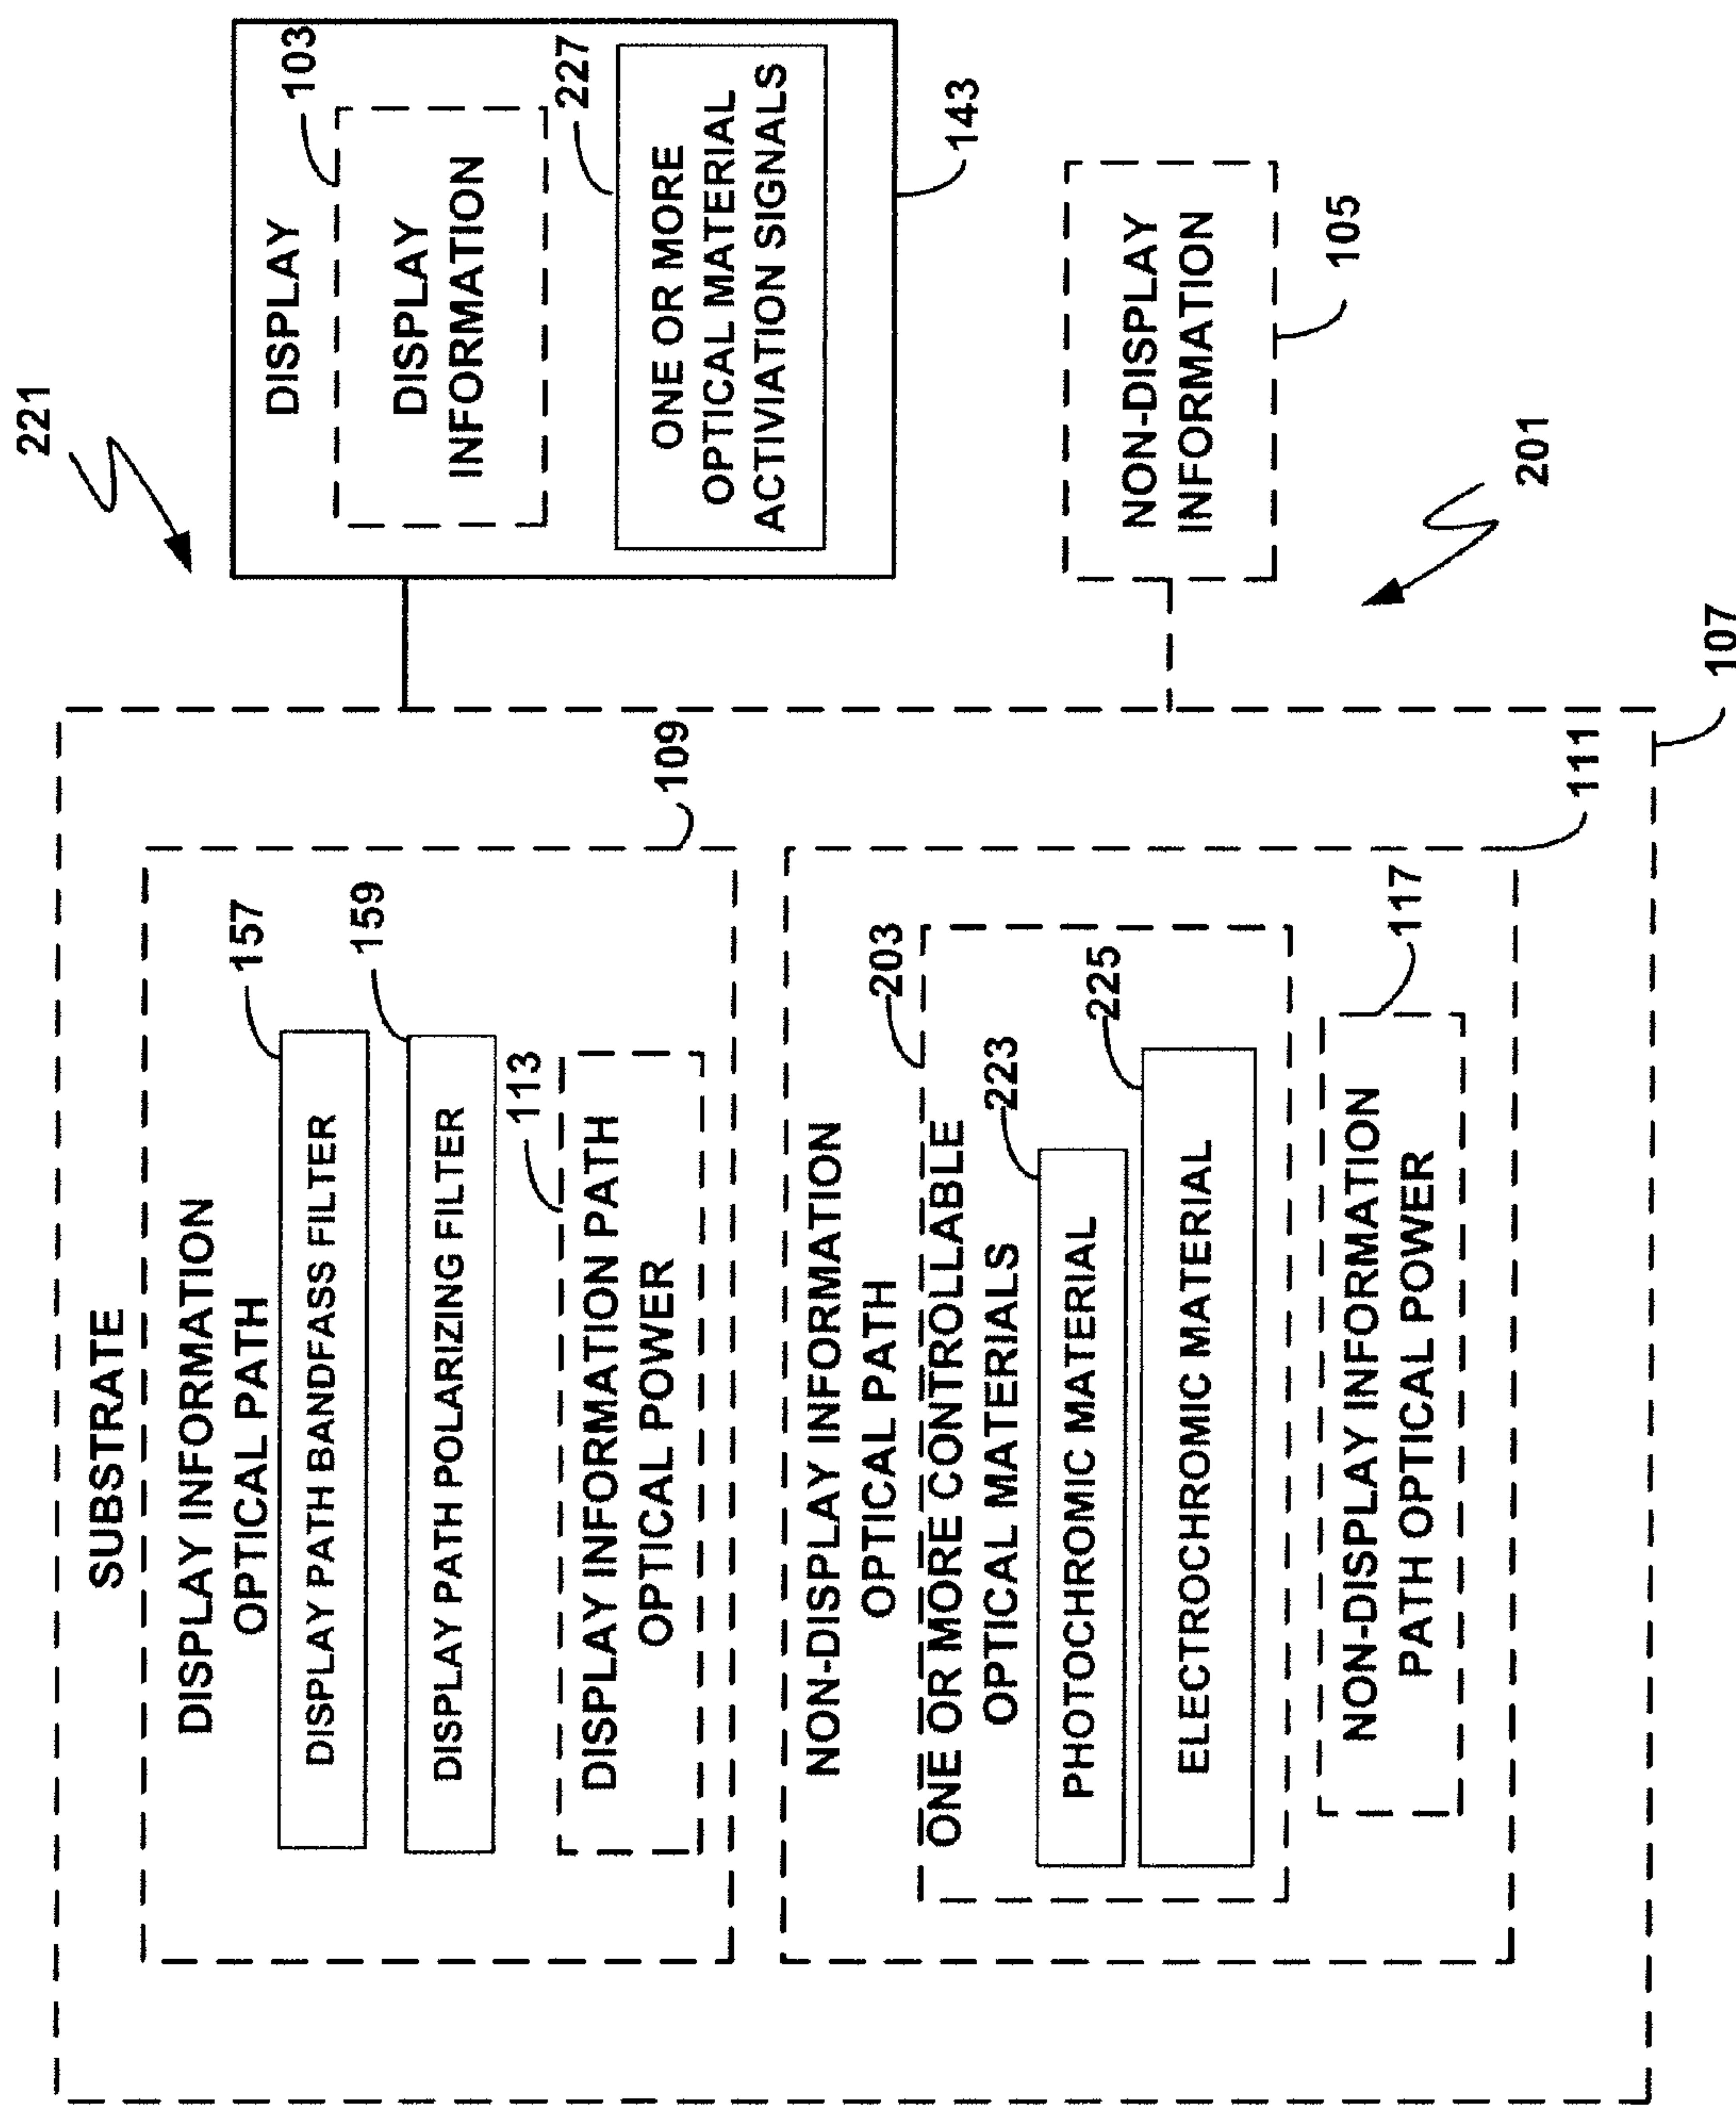 221
SUBSTRATE
DISPLAY INFORMATION
OPTICAL PATH
157
DISPLAY PATH BANDFASS FILTER
159
DISPLAY PATH POLARIZING FILTER
113
DISPLAY INFORMATION PATH
OPTICAL POWER
109
NON-DISPLAY INFORMATION
OPTICAL PATH
203
ONE OR MORE CONTROLLABLE
OPTICAL MATERIALS
223
PHOTOCHROMIC MATERIAL
225
ELECTROCHROMIC MATERIAL
117
NON-DISPLAY INFORMATION
PATH OPTICAL POWER
111
107
DISPLAY
103
DISPLAY
INFORMATION
227
ONE OR MORE
OPTICAL MATERIAL
ACTIVIATION SIGNALS
143
NON-DISPLAY
INFORMATION
105
201